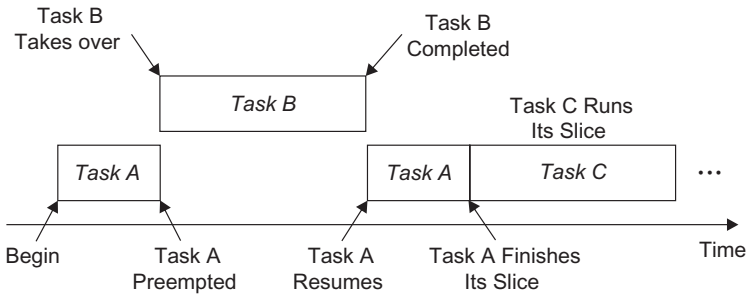 Task B
Takes over
Task B
Completed
Task B
Task C Runs
Its Slice
Task A
Task A
Task C
...
Begin
Task A
Preempted
Task A
Resumes
Task A Finishes
Its Slice
Time